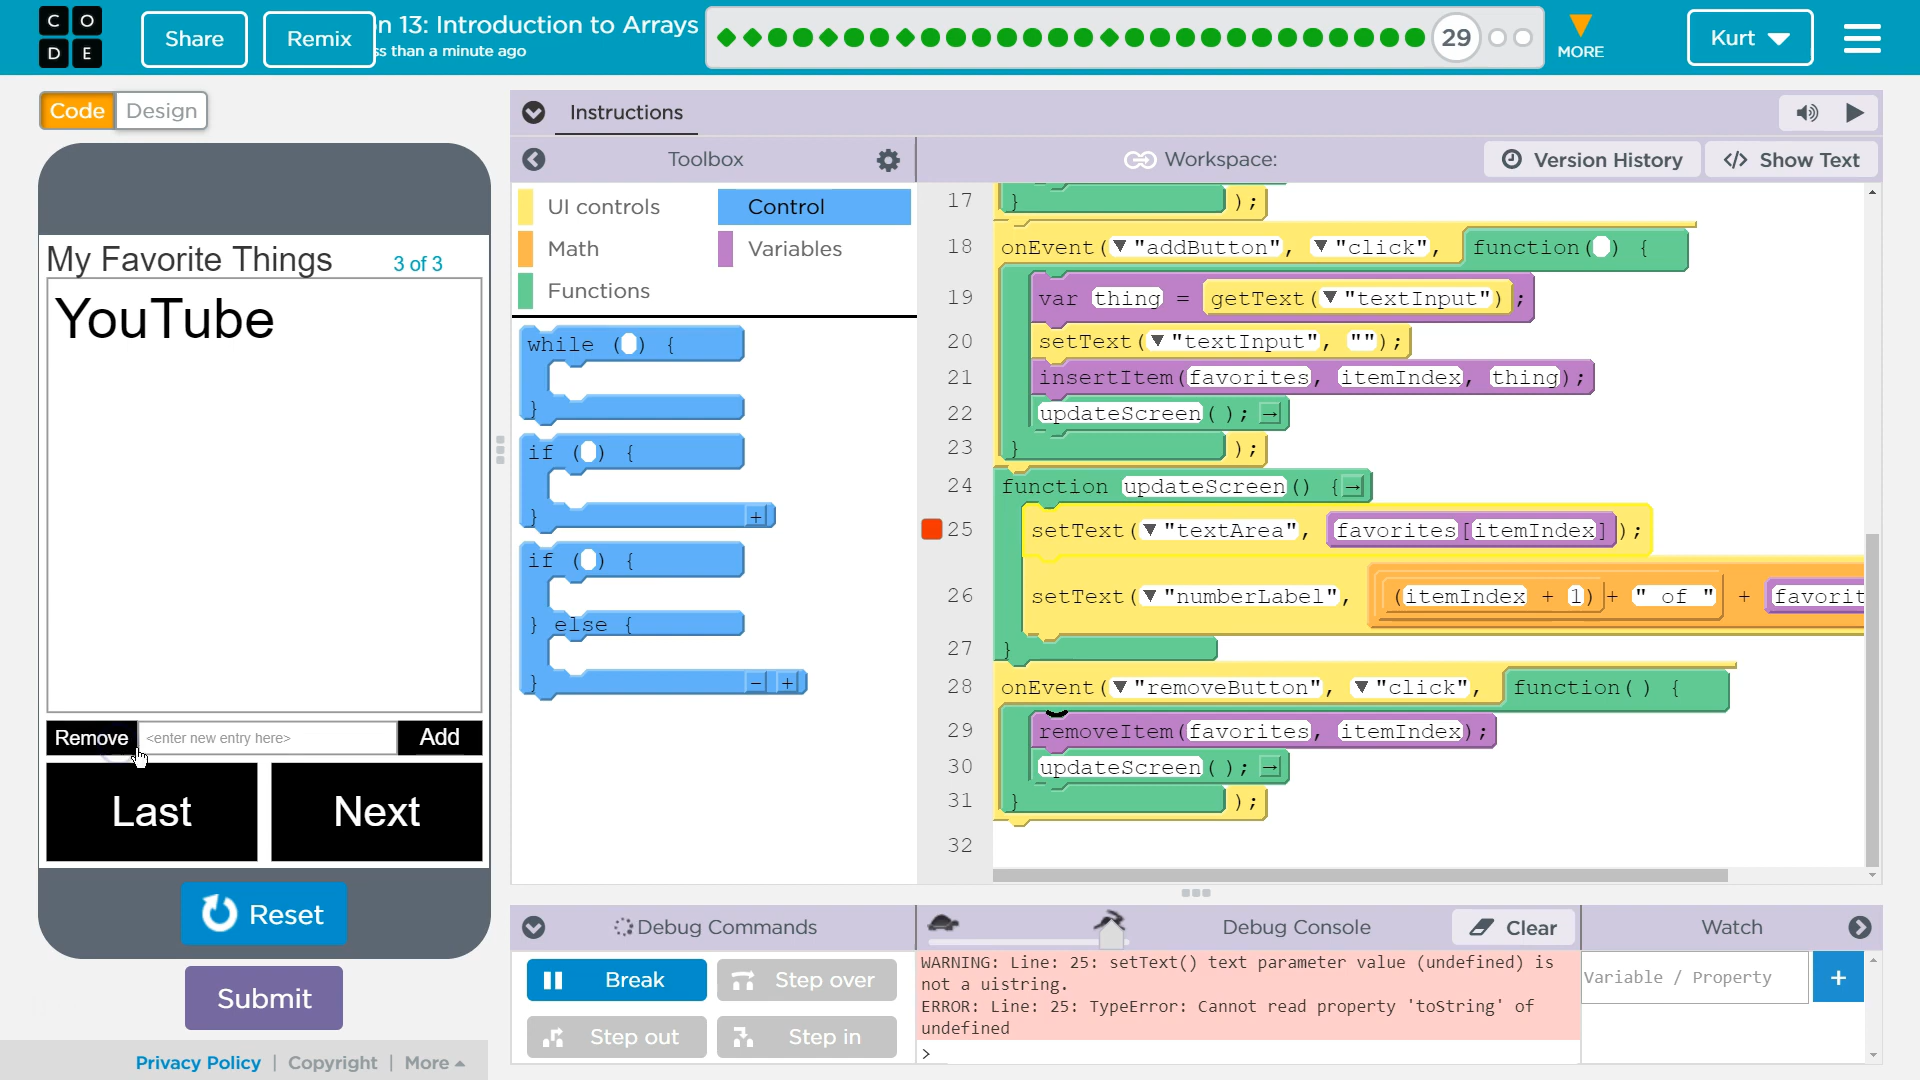 C O D E
Share
Remix
n 13: Introduction to Arrays
ss than a minute ago
29
MORE
Kurt
Code
Design
Instructions
Toolbox
Workspace:
Version History
</> Show Text
UI controls
Control
Math
Variables
Functions
while () {
}
if () {
}
+
if () {
} else {
}
- +
My Favorite Things
3 of 3
YouTube
Remove
<enter new entry here>
Add
Last
Next
Reset
Submit
Privacy Policy | Copyright | More
17 } );
18 onEvent( "addButton", "click", function( ) {
19 var thing = getText( "textInput") ;
20 setText( "textInput", "");
21 insertItem(favorites, itemIndex, thing);
22 updateScreen();
23 } );
24 function updateScreen() {
25 setText( "textArea", favorites[itemIndex]);
26 setText( "numberLabel", (itemIndex + 1)+ " of " + favorit
27 }
28 onEvent( "removeButton", "click", function() {
29 removeItem(favorites, itemIndex);
30 updateScreen();
31 } );
32
Debug Commands
Debug Console
Clear
Watch
Break
Step over
Step out
Step in
WARNING: Line: 25: setText() text parameter value (undefined) is
not a uistring.
ERROR: Line: 25: TypeError: Cannot read property 'toString' of
undefined
>
Variable / Property
+